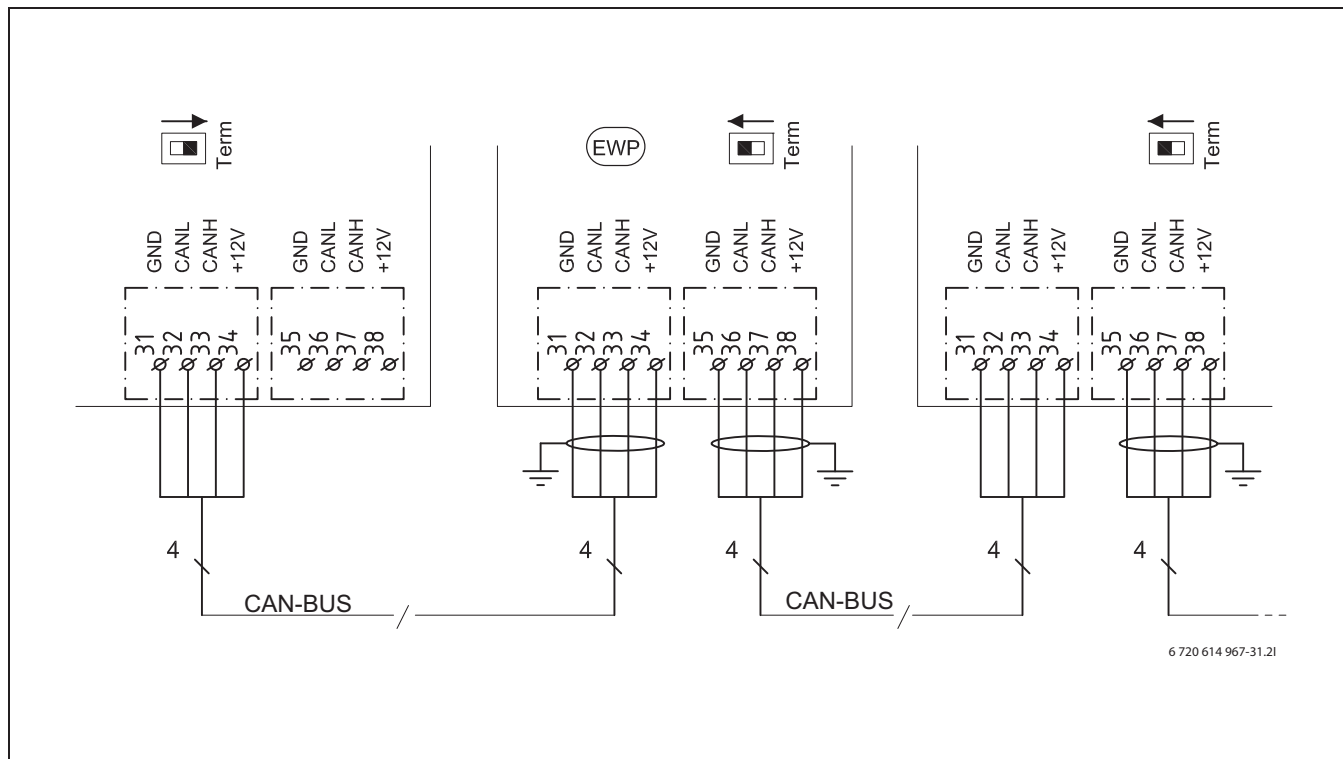 Term
EWP
Term
Term
GND CANL CANH +12V
GND CANL CANH +12V
GND CANL CANH +12V
GND CANL CANH +12V
GND CANL CANH +12V
GND CANL CANH +12V
31 32 33 34
35 36 37 38
31 32 33 34
35 36 37 38
31 32 33 34
35 36 37 38
4
4
4
4
4
CAN-BUS
CAN-BUS
6 720 614 967-31.2I